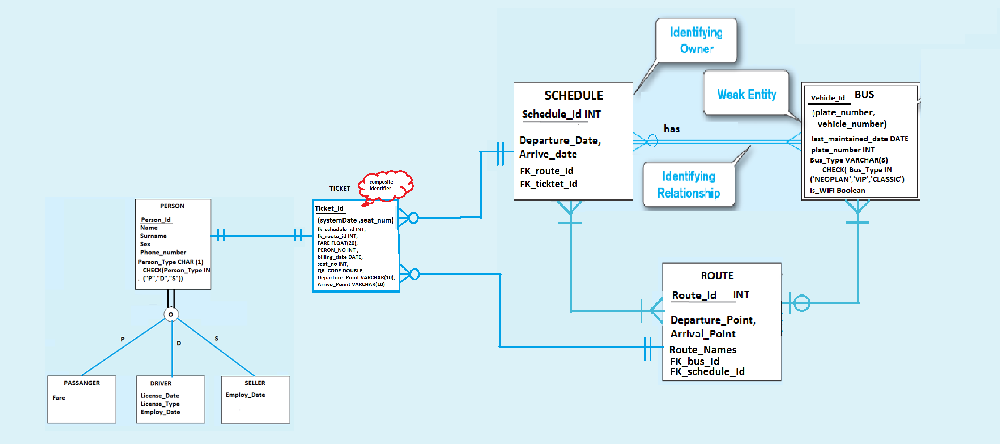 Identifying
Owner
Weak Entity
SCHEDULE
Schedule_Id INT
Departure_Date,
Arrive_date
FK_route_Id
FK_ticktet_Id
has
Identifying
Relationship
Vehicle_Id BUS
(plate_number,
vehicle_number)
last_maintained_date DATE
plate_number INT
Bus_Type VARCHAR(8)
CHECK( Bus_Type IN
('NEOPLAN','VIP','CLASSIC')
Is_WIFI Boolean
composite
identifier
TICKET
Ticket_Id
(systemDate ,seat_num)
fk_schedule_id INT,
fk_route_id INT,
FARE FLOAT(20),
PERON_NO INT ,
billing_date DATE,
seat_no INT,
QR_CODE DOUBLE,
Departure_Point VARCHAR(10),
Arrive_Point VARCHAR(10)
PERSON
Person_Id
Name
Surname
Sex
Phone_number
Person_Type CHAR (1)
CHECK(Person_Type IN
. ("P","D","S"))
O
P
D
S
PASSANGER
Fare
DRIVER
License_Date
License_Type
Employ_Date
SELLER
Employ_Date
ROUTE
Route_Id INT
Departure_Point,
Arrival_Point
Route_Names
FK_bus_Id
FK_schedule_Id